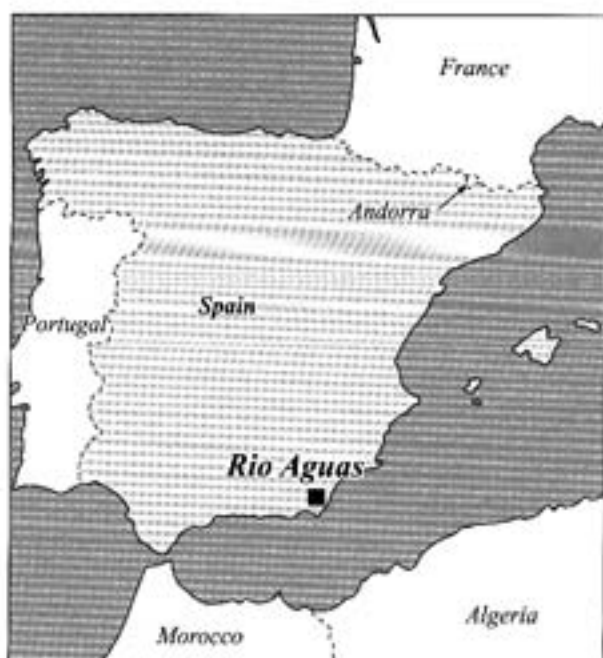 France
Andorra
Spain
Portugal
Rio Aguas
Algeria
Morocco